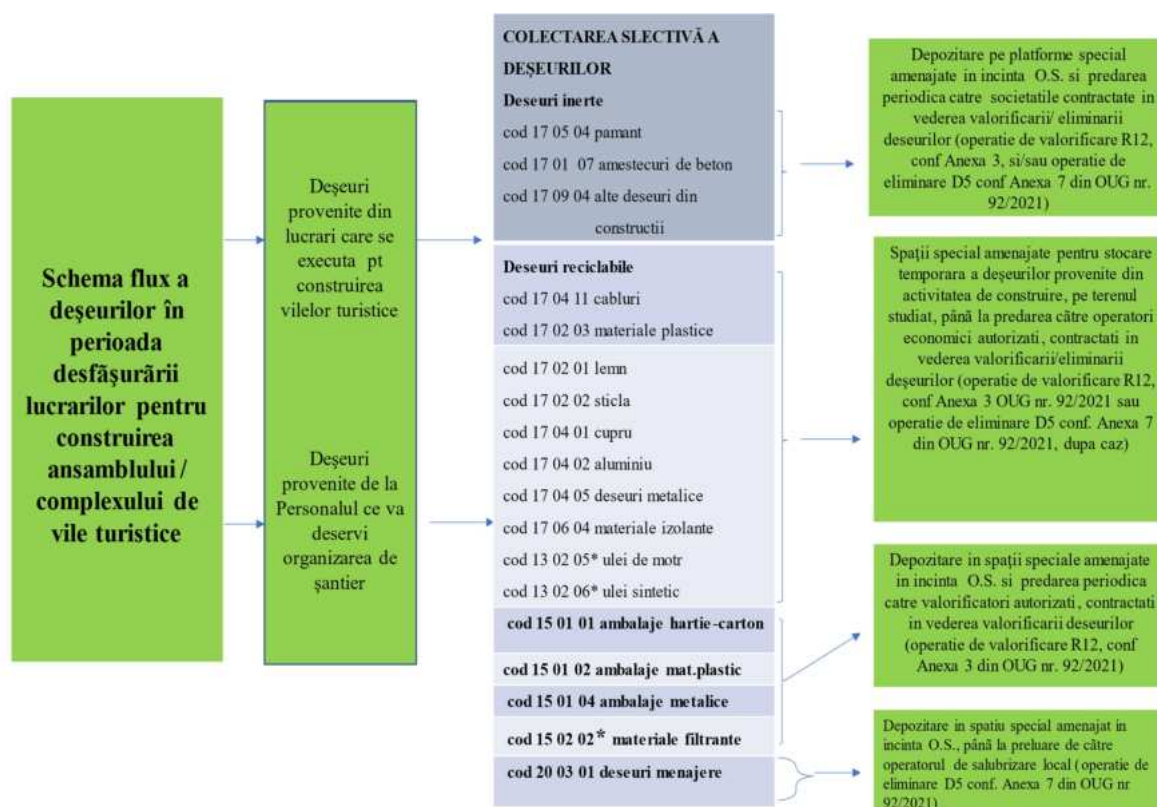 Schema flux a
deșeurilor în
perioada
desfãșurãrii
lucrarilor pentru
construirea
ansamblului /
complexului de
vile turistice
Deșeuri
provenite din
lucrari care se
executa pt
construirea
vilelor turistice
Deșeuri
provenite de la
Personalul ce va
deservi
organizarea de
șantier
COLECTAREA SLECTIVĂ A
DEȘEURILOR
Deseuri inerte
cod 17 05 04 pamant
cod 17 01 07 amestecuri de beton
cod 17 09 04 alte deseuri din
constructii
Deseuri reciclabile
cod 17 04 11 cabluri
cod 17 02 03 materiale plastice
cod 17 02 01 lemn
cod 17 02 02 sticla
cod 17 04 01 cupru
cod 17 04 02 aluminiu
cod 17 04 05 deseuri metalice
cod 17 06 04 materiale izolante
cod 13 02 05* ulei de motr
cod 13 02 06* ulei sintetic
cod 15 01 01 ambalaje hartie-carton
cod 15 01 02 ambalaje mat.plastic
cod 15 01 04 ambalaje metalice
cod 15 02 02* materiale filtrante
cod 20 03 01 deseuri menajere
Depozitare pe platforme special
amenajate in incinta O.S. si predarea
periodica catre societatile contractate in
vederea valorificarii/ eliminarii
deseurilor (operatie de valorificare R12,
conf Anexa 3, si/sau operatie de
eliminare D5 conf Anexa 7 din OUG nr.
92/2021)
Spații special amenajate pentru stocare
temporara a deșeurilor provenite din
activitatea de construire, pe terenul
studiat, pânã la predarea cãtre operatori
economici autorizati, contractati in
vederea valorificarii/eliminarii
deșeurilor (operatie de valorificare R12,
conf Anexa 3 OUG nr. 92/2021 sau
operatie de eliminare D5 conf. Anexa 7
din OUG nr. 92/2021, dupa caz)
Depozitare in spații speciale amenajate
in incinta O.S. si predarea periodica
catre valorificatori autorizati, contractati
in vederea valorificarii deseurilor
(operatie de valorificare R12, conf
Anexa 3 din OUG nr. 92/2021)
Depozitare in spatiu special amenajat in
incinta O.S., pânã la preluare de cãtre
operatorul de salubrizare local (operatie de
eliminare D5 conf. Anexa 7 din OUG nr
92/2021)